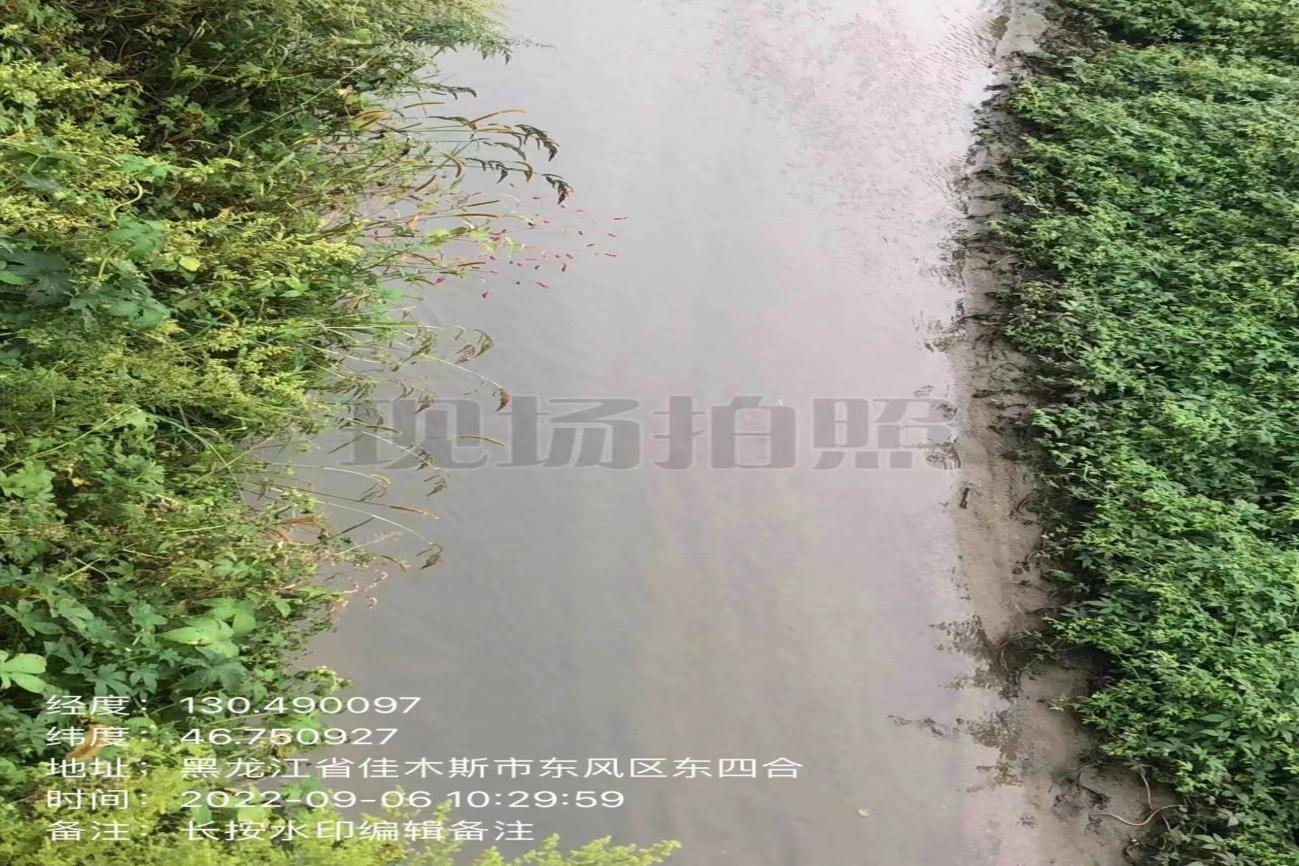 现场拍照
经度： 130.490097
纬度： 46.750927
地址： 黑龙江省佳木斯市东风区东四合
时间： 2022-09-06 10:29:59
备注： 长按水印编辑备注